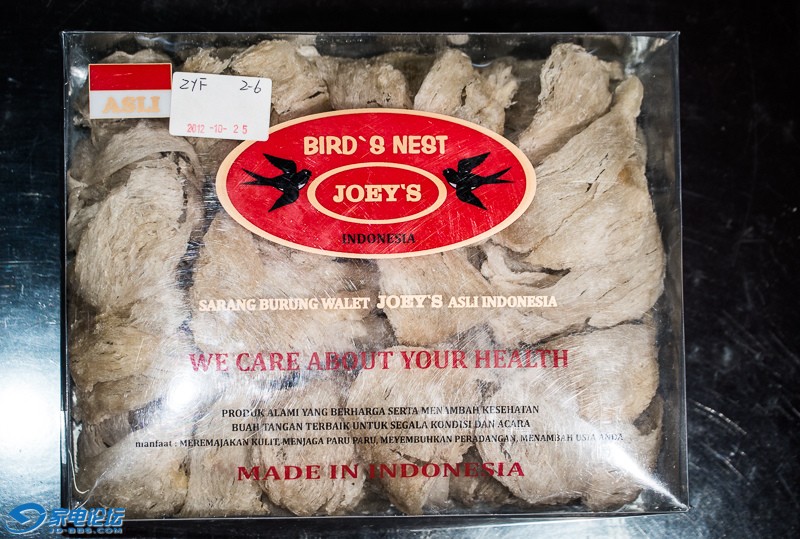 ASLI
ZYF 2-6
2012 -10- 25
BIRD`S NEST
JOEY`S
INDONESIA
SARANG BURUNG WALET JOEY`S ASLI INDONESIA
WE CARE ABOUT YOUR HEALTH
PRODUK ALAMI YANG BERHARGA SERTA MENAMBAH KESEHATAN
BUAH TANGAN TERBAIK UNTUK SEGALA KONDISI DAN ACARA
manfaat : MEREMAJAKAN KULIT, MENJAGA PARU PARU, MEYEMBUHKAN PERADANGAN, MENAMBAH USIA ANDA
MADE IN INDONESIA
家电论坛
JD-BBS.COM